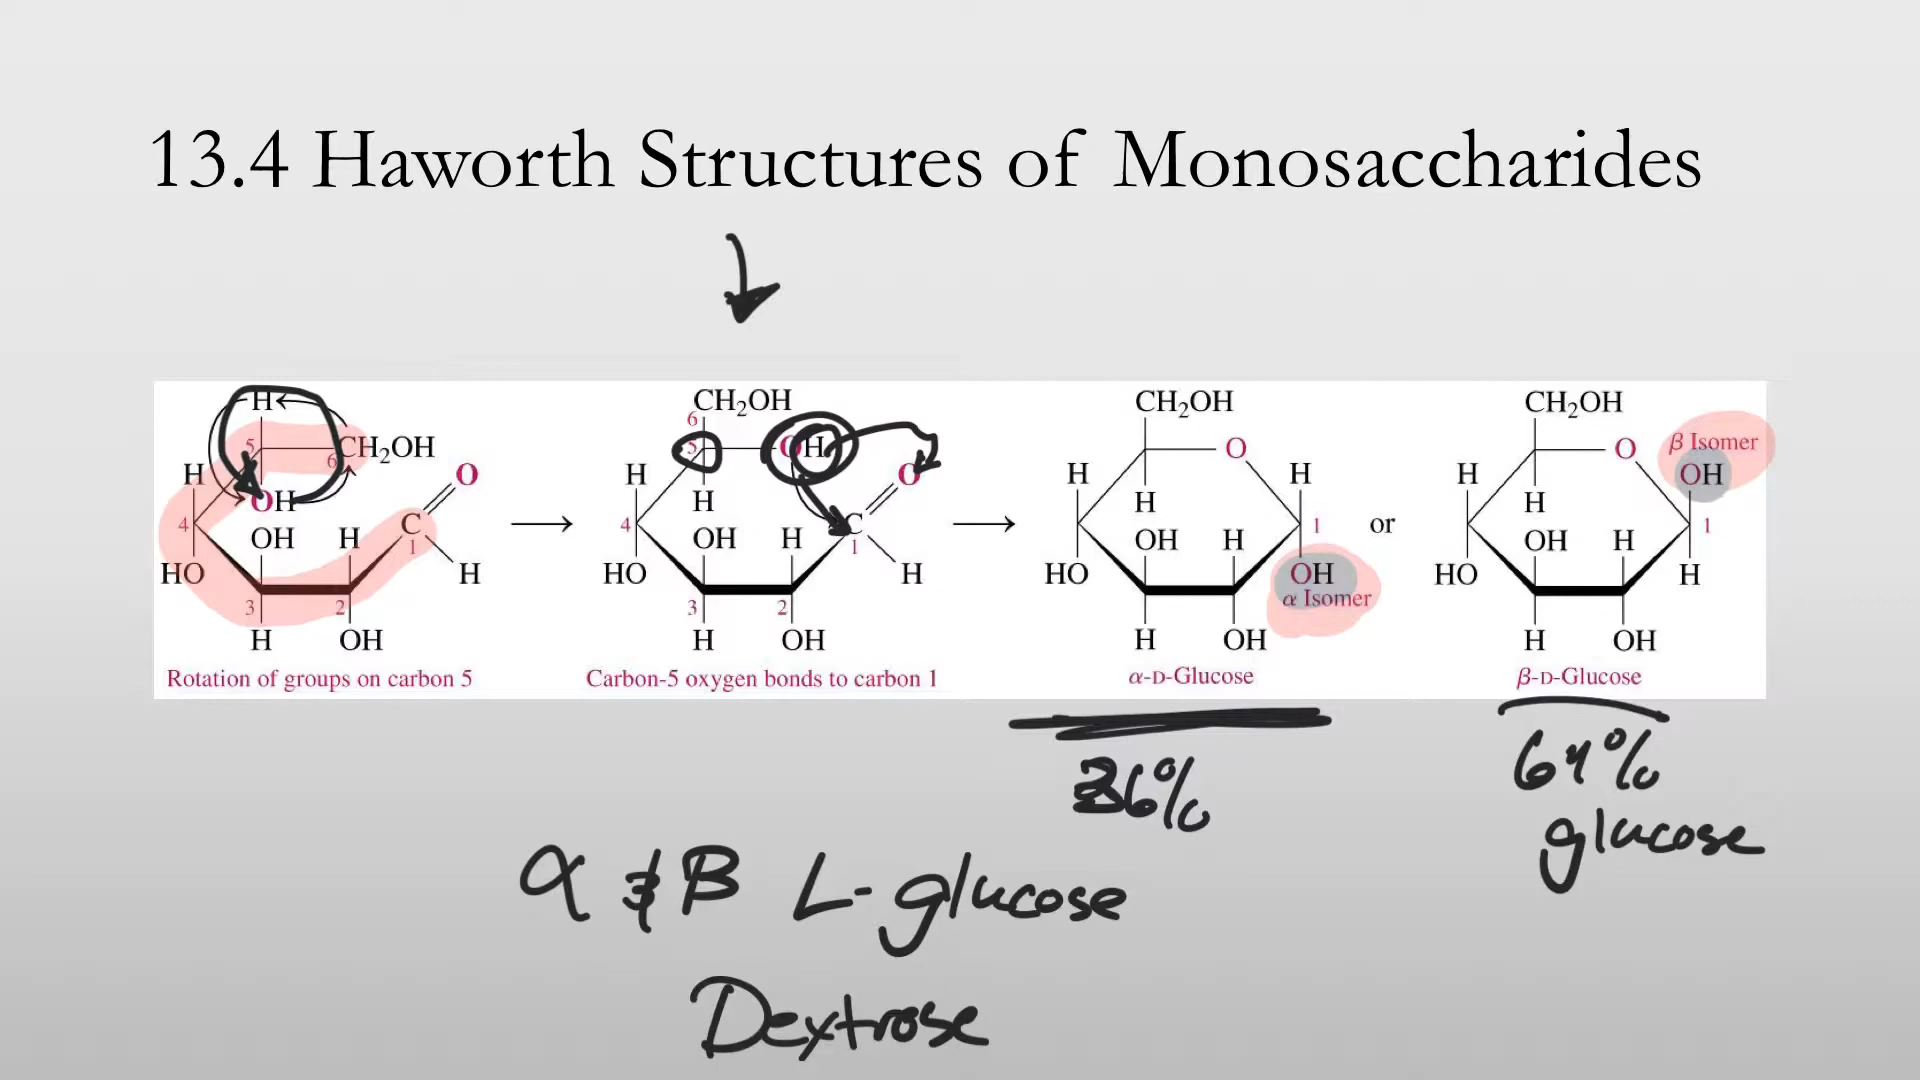 13.4 Haworth Structures of Monosaccharides
H CH₂OH CH₂OH CH₂OH
5 6 CH₂OH 6 5 OH O O β Isomer
H O H O H H H OH
OH H H H
4 OH H C 4 OH H C OH H 1 or OH H 1
1 1
HO H HO H HO OH HO H
3 2 3 2 α Isomer
H OH H OH H OH H OH
Rotation of groups on carbon 5 Carbon-5 oxygen bonds to carbon 1 α-D-Glucose β-D-Glucose
36% 64%
glucose
α & β L-glucose
Dextrose